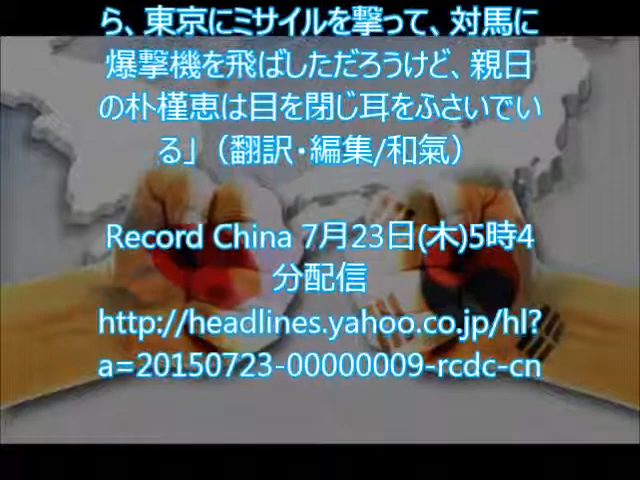 ら、東京にミサイルを撃って、対馬に
爆撃機を飛ばしただろうけど、親日
の朴槿恵は目を閉じ耳をふさいでい
る」（翻訳・編集/和氣）
Record China 7月23日(木)5時4
分配信
http://headlines.yahoo.co.jp/hl?
a=20150723-00000009-rcdc-cn